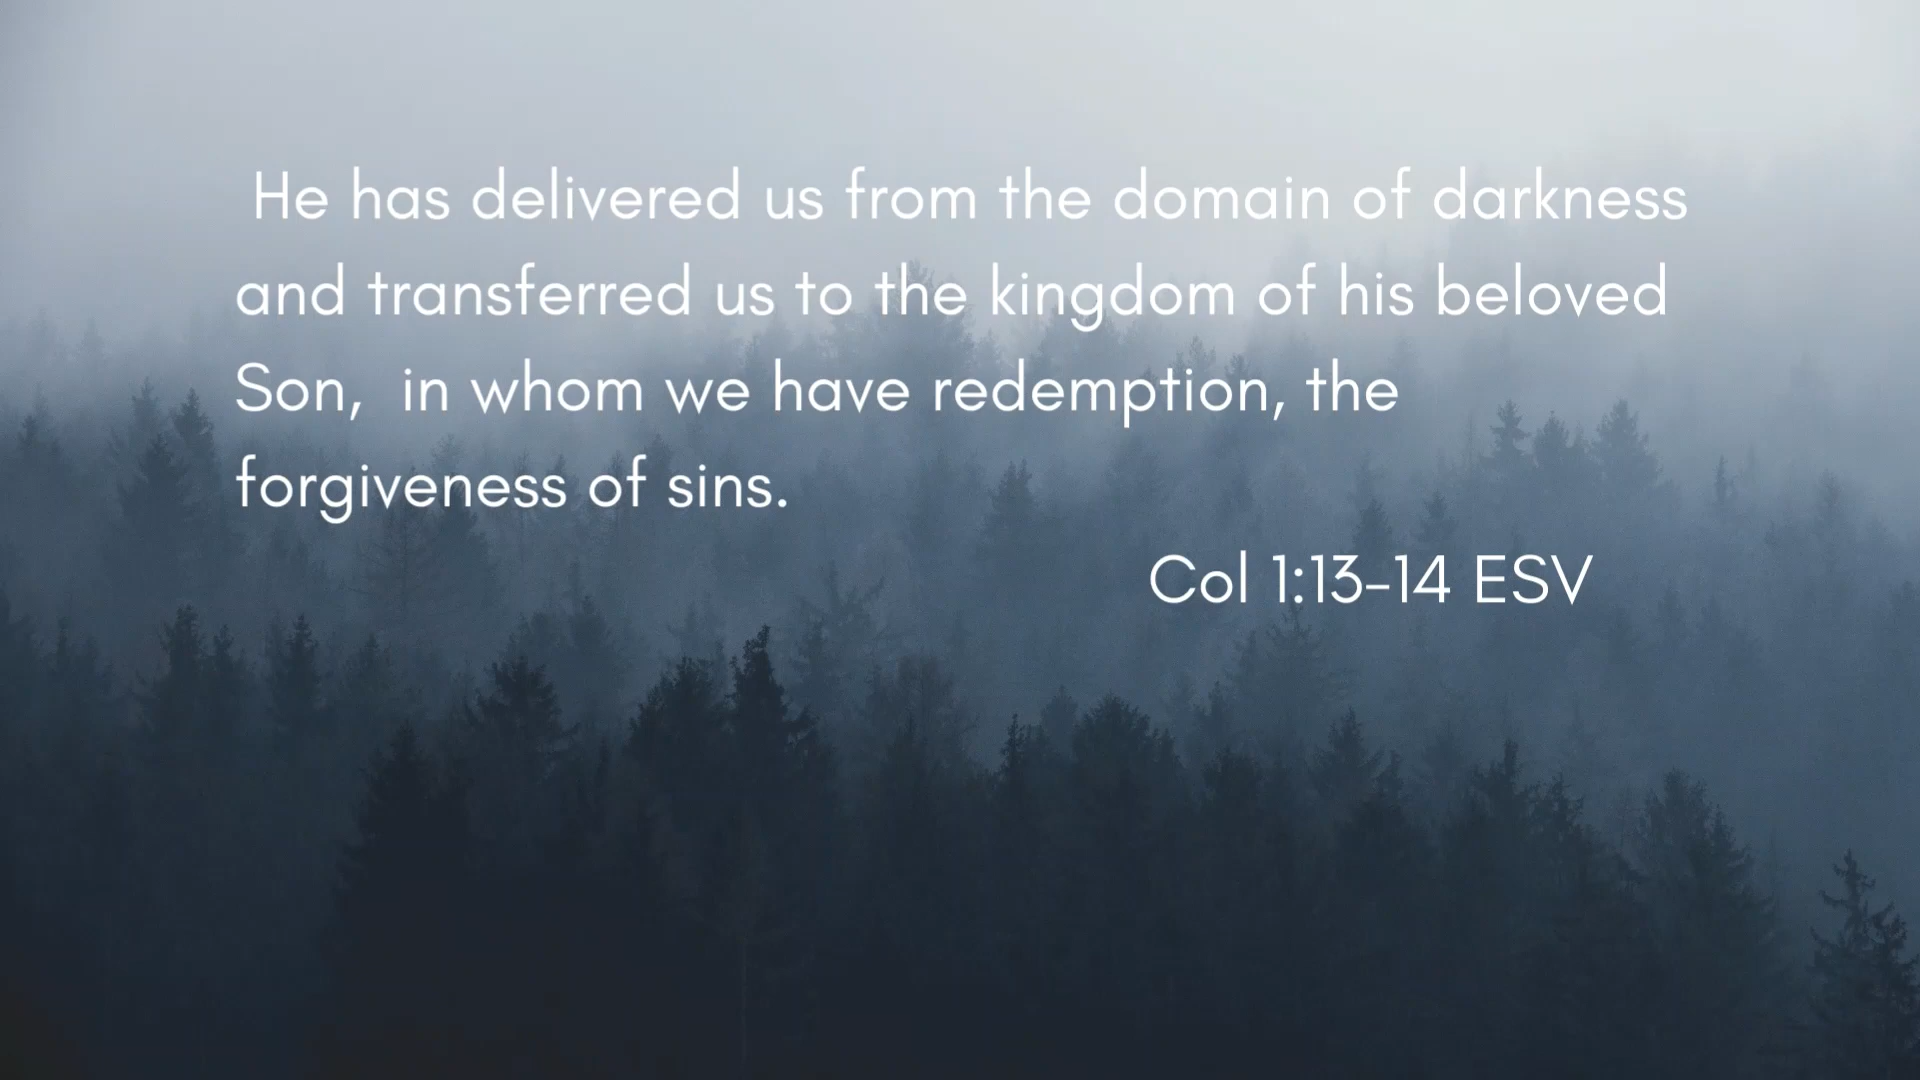 He has delivered us from the domain of darkness
and transferred us to the kingdom of his beloved
Son,  in whom we have redemption, the
forgiveness of sins.
Col 1:13-14 ESV